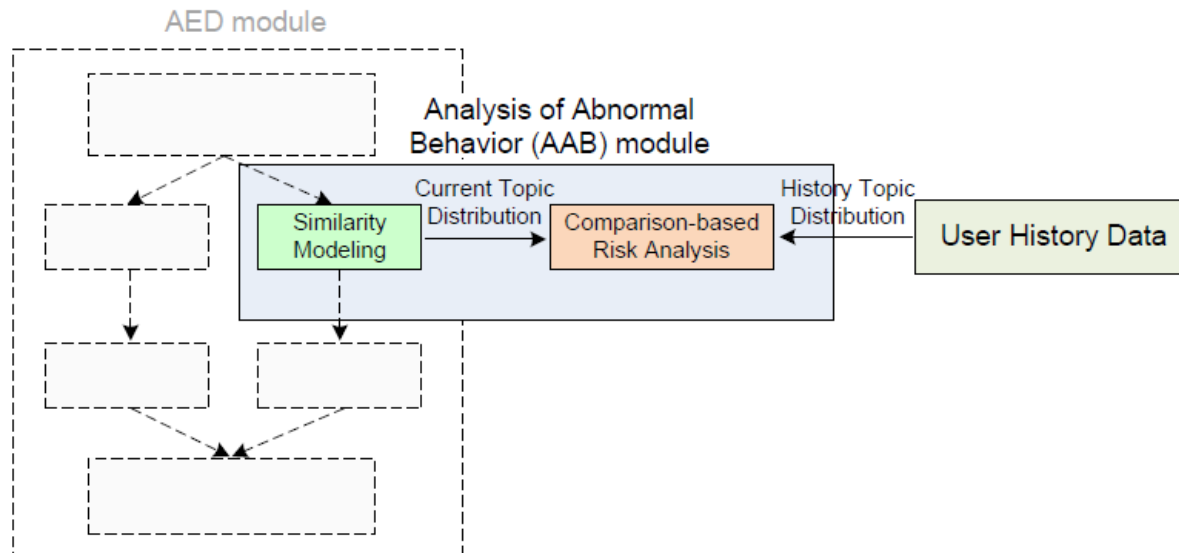 AED module
Analysis of Abnormal
Behavior (AAB) module
Current Topic
Distribution
History Topic
Distribution
Similarity
Modeling
Comparison-based
Risk Analysis
User History Data